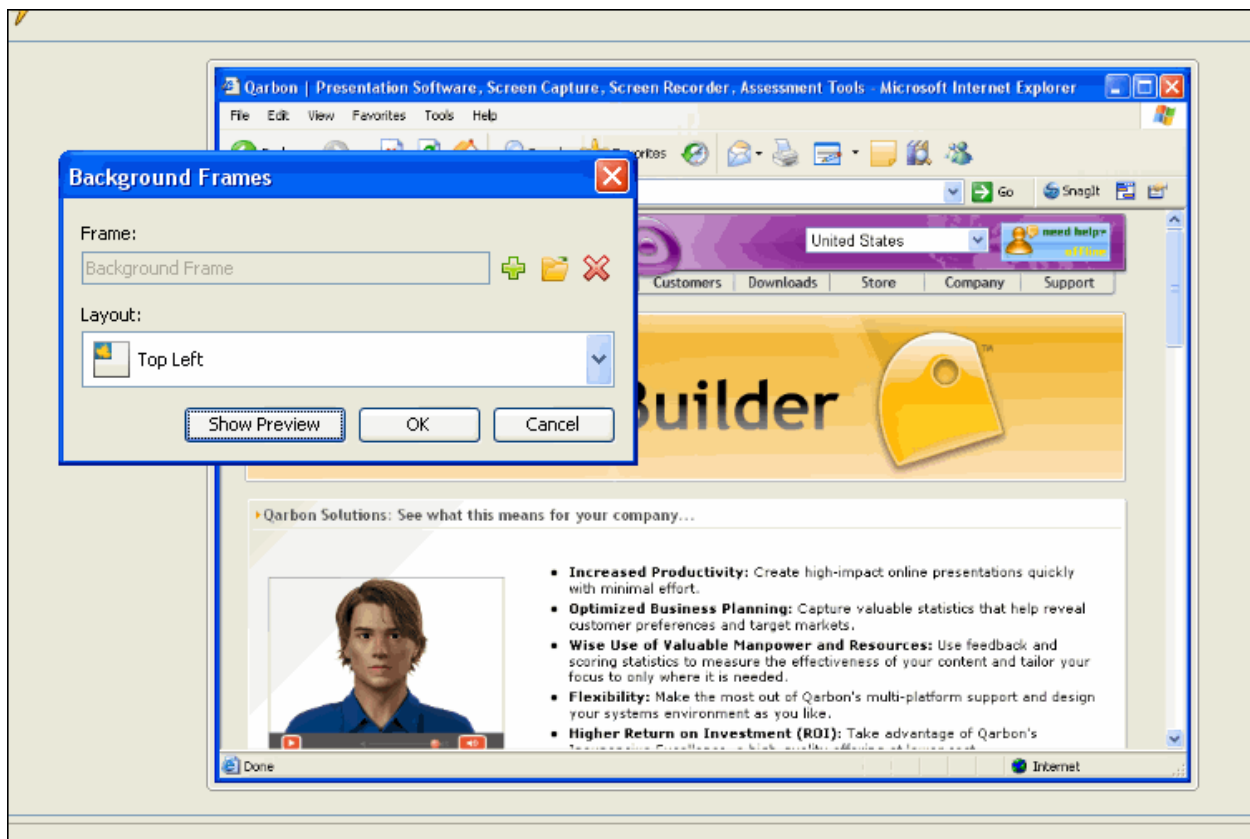 Qarbon | Presentation Software, Screen Capture, Screen Recorder, Assessment Tools - Microsoft Internet Explorer
File Edit View Favorites Tools Help
Background Frames
Go SnagIt
Frame:
Background Frame
United States
need help?
offline
Customers Downloads Store Company Support
Layout:
Top Left
TM
Builder
Show Preview OK Cancel
Qarbon Solutions: See what this means for your company...
• Increased Productivity: Create high-impact online presentations quickly
with minimal effort.
• Optimized Business Planning: Capture valuable statistics that help reveal
customer preferences and target markets.
• Wise Use of Valuable Manpower and Resources: Use feedback and
scoring statistics to measure the effectiveness of your content and tailor your
focus to only where it is needed.
• Flexibility: Make the most out of Qarbon's multi-platform support and design
your systems environment as you like.
• Higher Return on Investment (ROI): Take advantage of Qarbon's
Done Internet